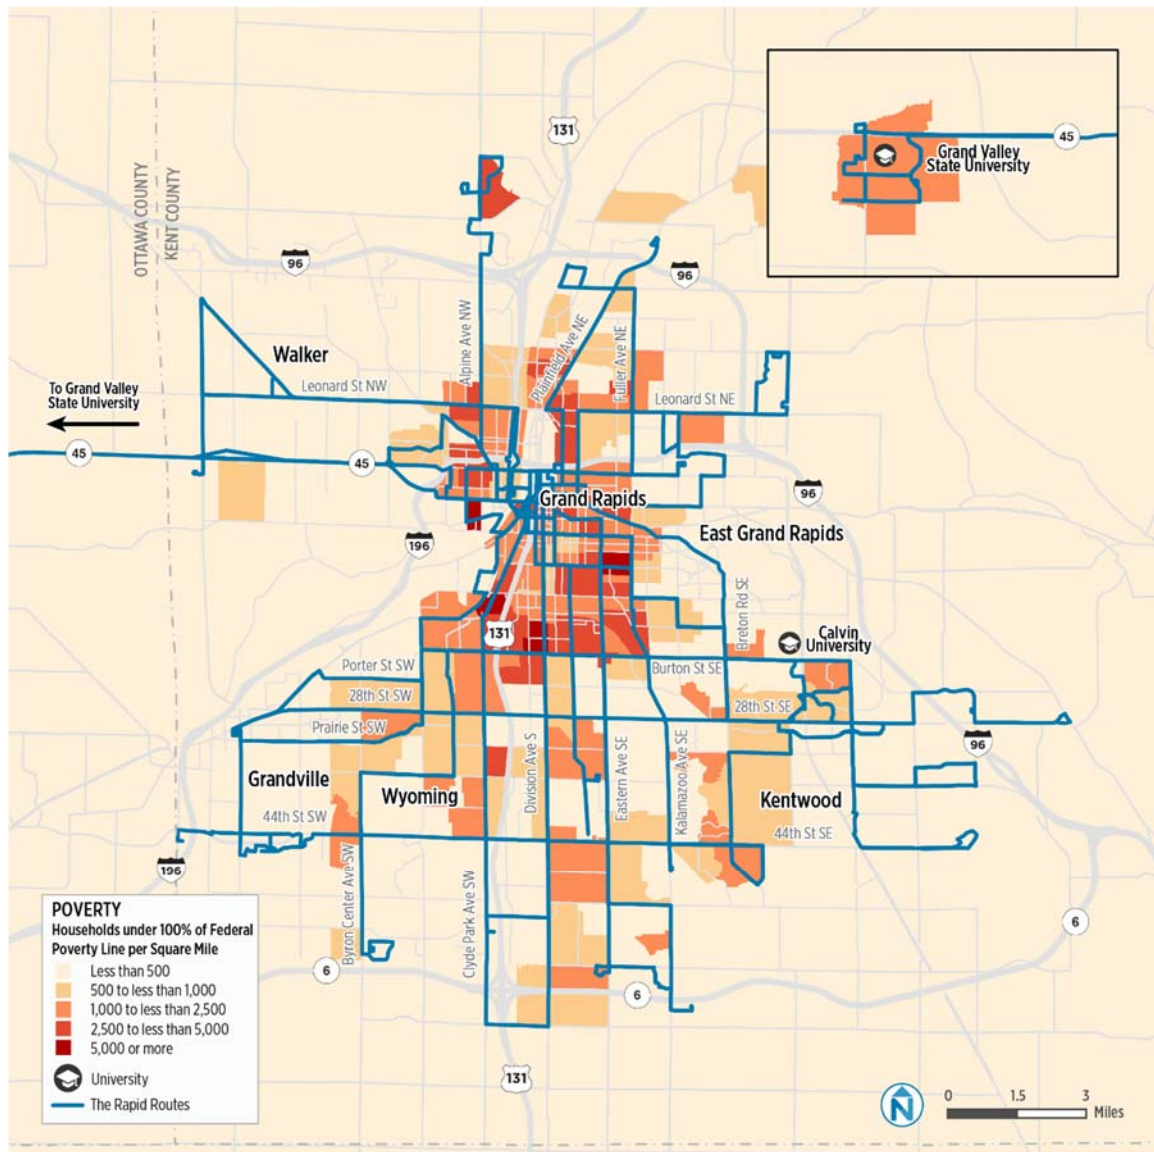 131
OTTAWA COUNTY
KENT COUNTY
96
96
Grand Valley
State University
45
Alpine Ave NW
Plainfield Ave NE
Fuller Ave NE
Walker
Leonard St NW
Leonard St NE
To Grand Valley
State University
45
45
Grand Rapids
96
East Grand Rapids
196
Breton Rd SE
131
Calvin
University
Porter St SW
Burton St SE
28th St SW
28th St SE
Prairie St SW
96
Grandville
Wyoming
Division Ave S
Eastern Ave SE
Kalamazoo Ave SE
Kentwood
44th St SW
44th St SE
196
Byron Center Ave SW
Clyde Park Ave SW
6
6
6
131
POVERTY
Households under 100% of Federal
Poverty Line per Square Mile
Less than 500
500 to less than 1,000
1,000 to less than 2,500
2,500 to less than 5,000
5,000 or more
University
The Rapid Routes
N
0 1.5 3
Miles